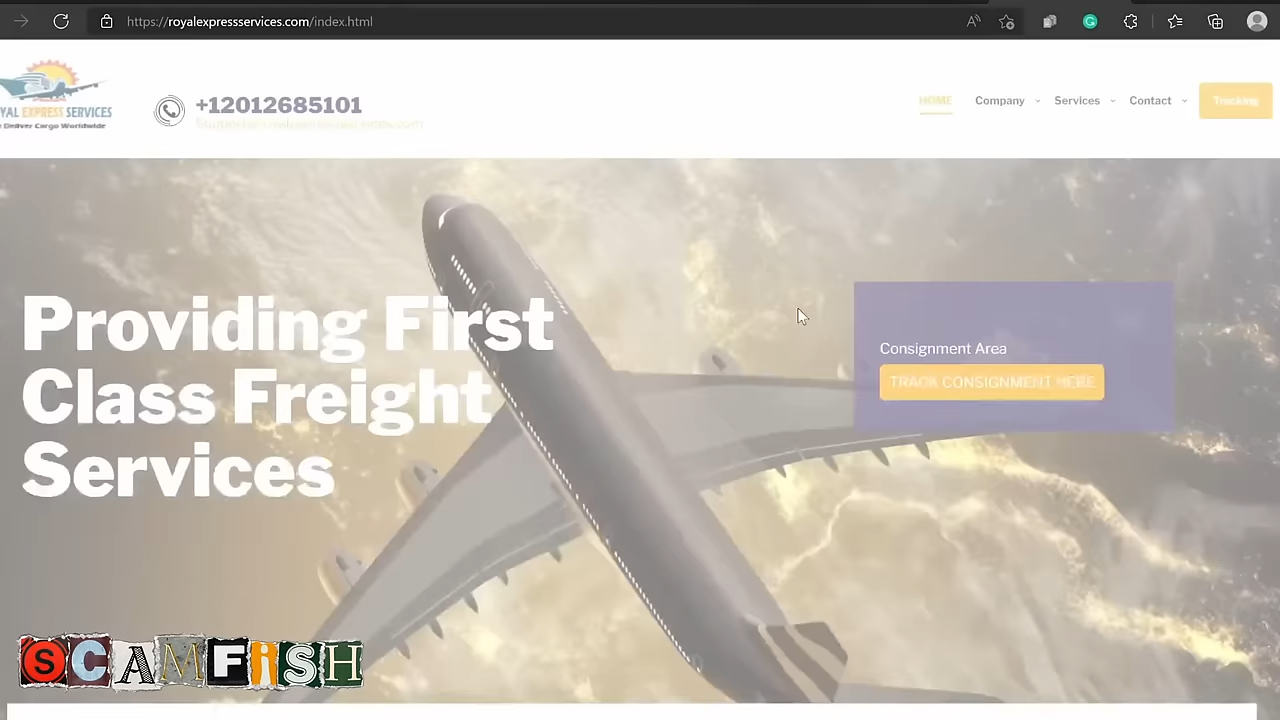 https://royalexpressservices.com/index.html
YAL EXPRESS SERVICES
Deliver Cargo Worldwide
+12012685101
HOME
Company
Services
Contact
Tracking
Providing First
Class Freight
Services
Consignment Area
TRACK CONSIGNMENT HERE
SCAMFiSH